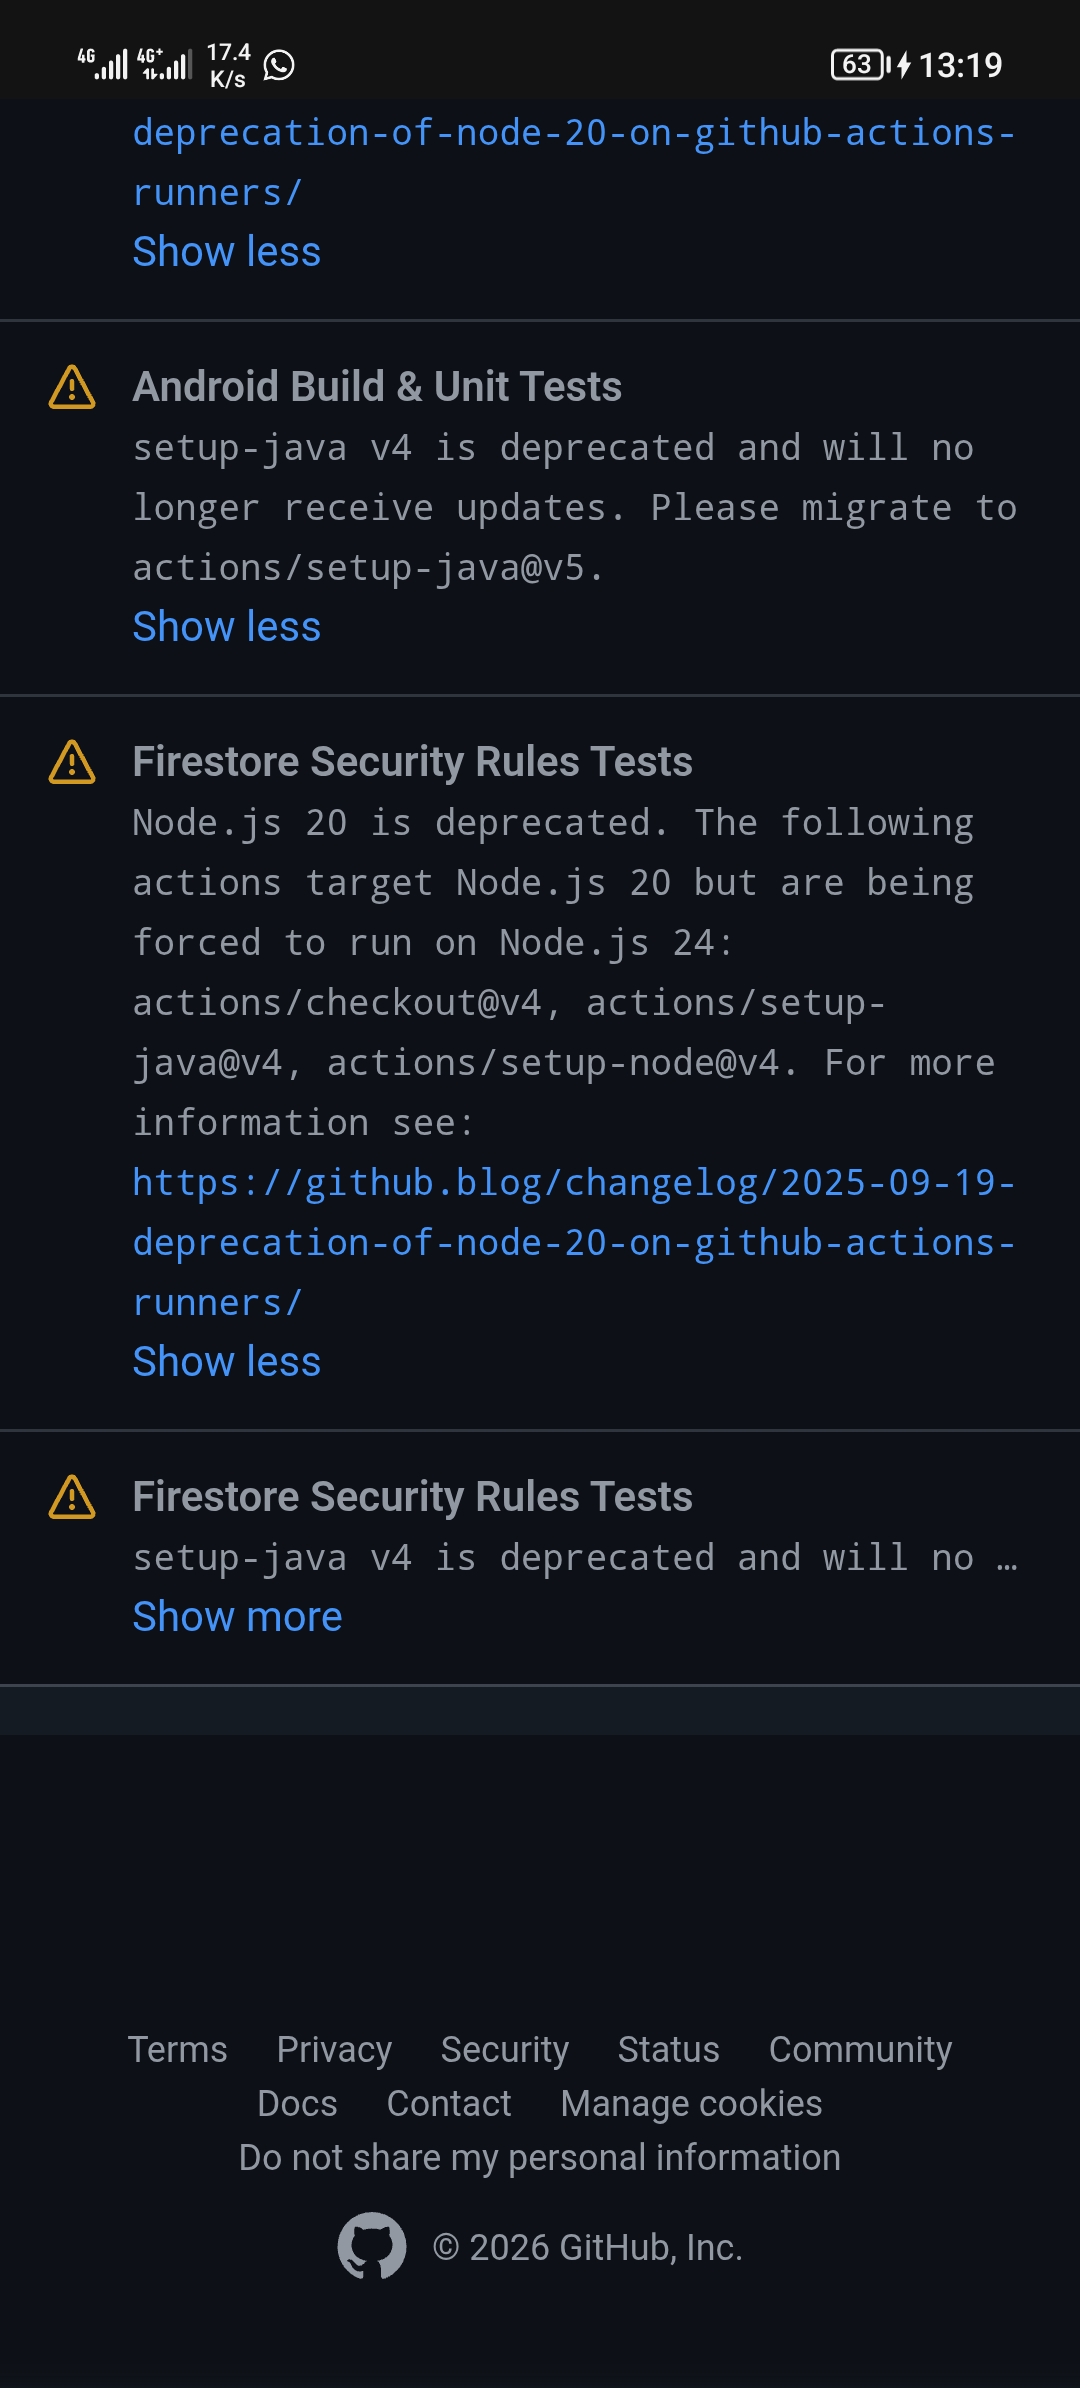 4G 4G+ 17.4 K/s 63 13:19
deprecation-of-node-20-on-github-actions-
runners/
Show less
Android Build & Unit Tests
setup-java v4 is deprecated and will no
longer receive updates. Please migrate to
actions/setup-java@v5.
Show less
Firestore Security Rules Tests
Node.js 20 is deprecated. The following
actions target Node.js 20 but are being
forced to run on Node.js 24:
actions/checkout@v4, actions/setup-
java@v4, actions/setup-node@v4. For more
information see:
https://github.blog/changelog/2025-09-19-
deprecation-of-node-20-on-github-actions-
runners/
Show less
Firestore Security Rules Tests
setup-java v4 is deprecated and will no …
Show more
Terms Privacy Security Status Community
Docs Contact Manage cookies
Do not share my personal information
© 2026 GitHub, Inc.